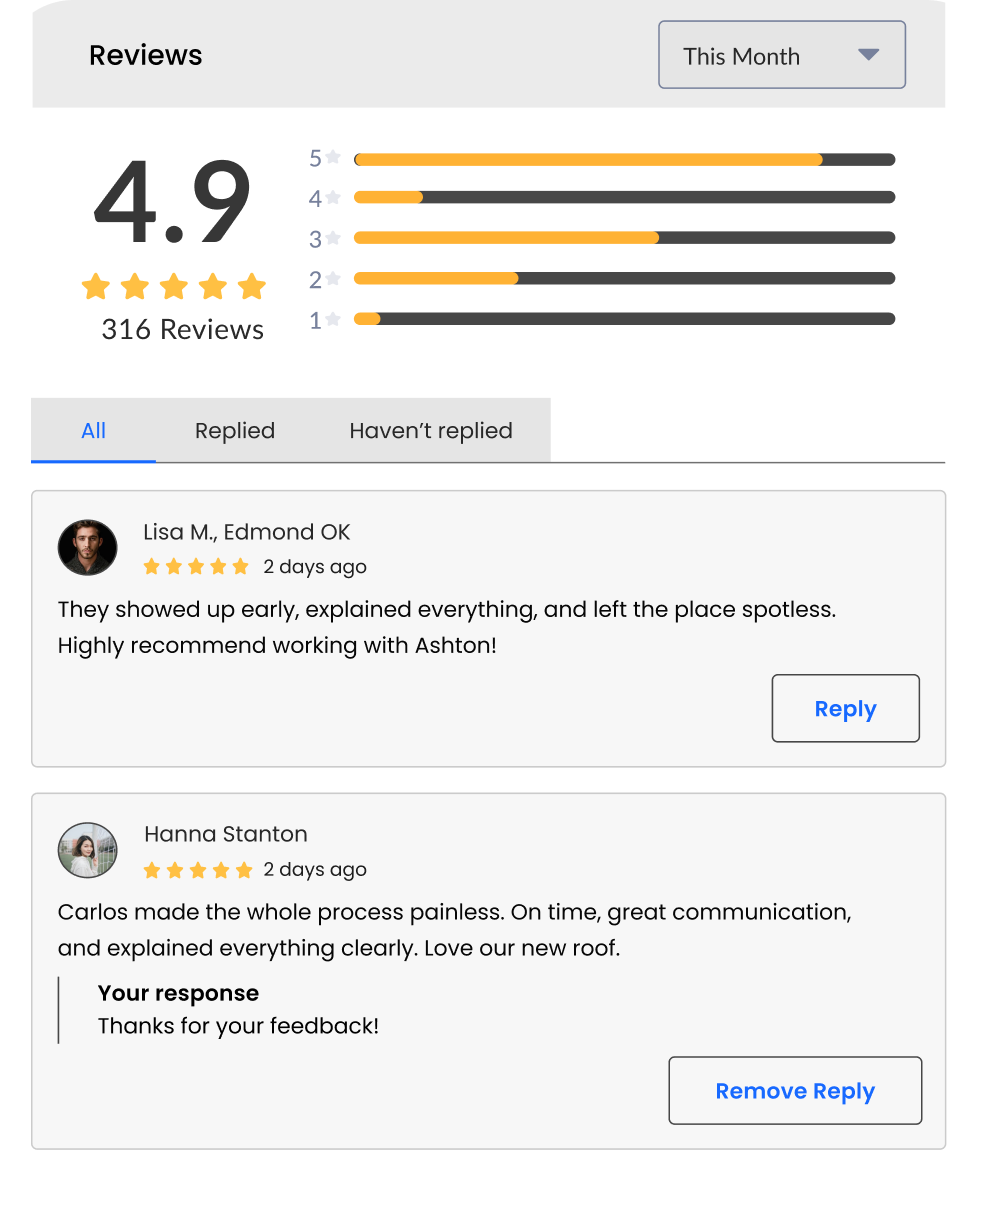 Reviews
This Month
4.9
316 Reviews
5
4
3
2
1
All
Replied
Haven’t replied
Lisa M., Edmond OK
2 days ago
They showed up early, explained everything, and left the place spotless.
Highly recommend working with Ashton!
Reply
Hanna Stanton
2 days ago
Carlos made the whole process painless. On time, great communication,
and explained everything clearly. Love our new roof.
Your response
Thanks for your feedback!
Remove Reply